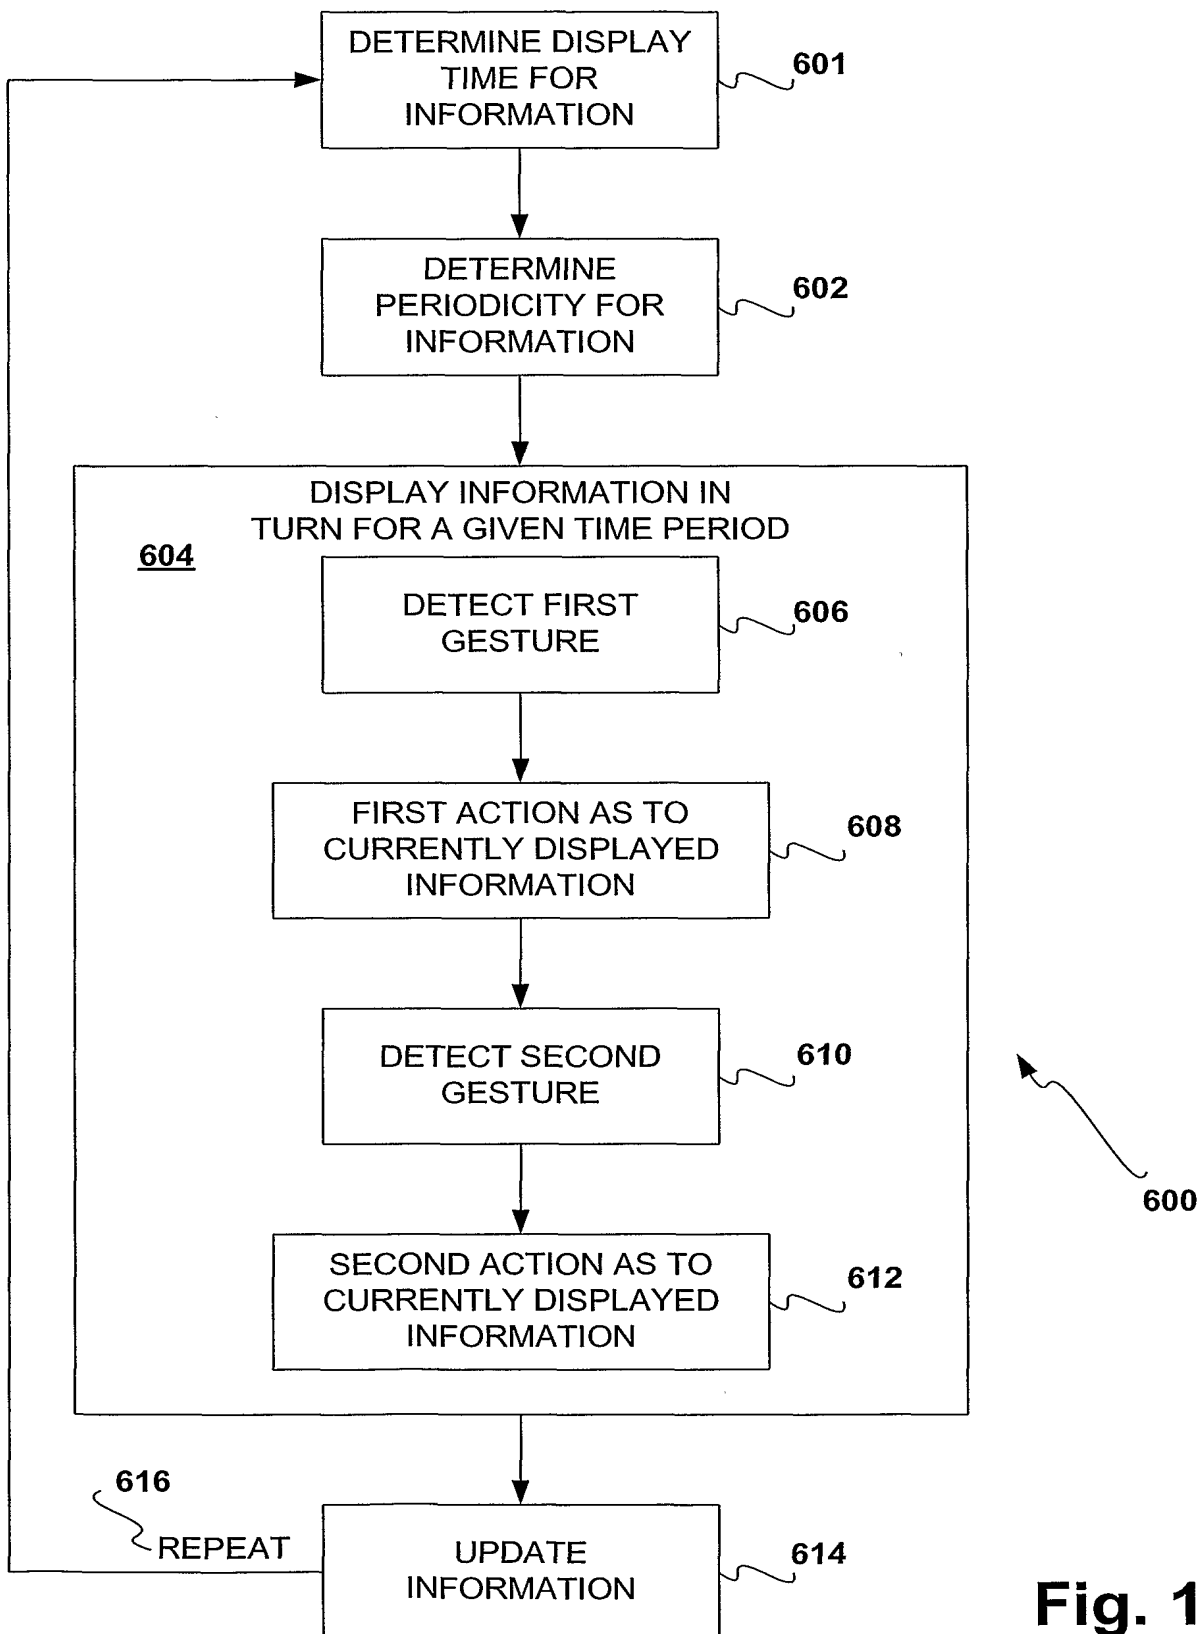 DETERMINE DISPLAY
TIME FOR
INFORMATION
601
DETERMINE
PERIODICITY FOR
INFORMATION
602
DISPLAY INFORMATION IN
TURN FOR A GIVEN TIME PERIOD
604
DETECT FIRST
GESTURE
606
FIRST ACTION AS TO
CURRENTLY DISPLAYED
INFORMATION
608
DETECT SECOND
GESTURE
610
600
SECOND ACTION AS TO
CURRENTLY DISPLAYED
INFORMATION
612
616
REPEAT
UPDATE
INFORMATION
614
Fig. 1